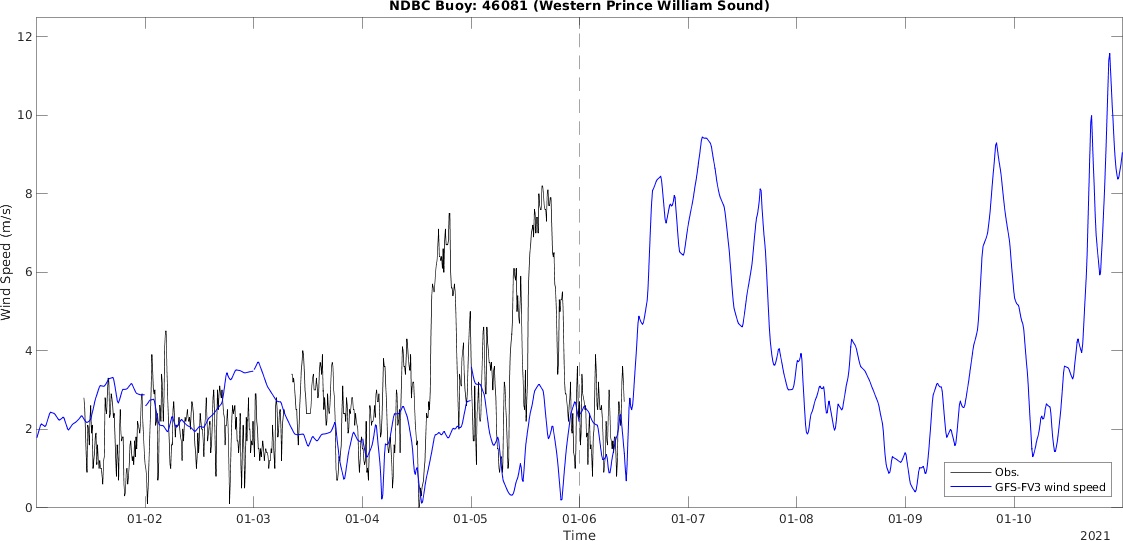 NDBC Buoy: 46081 (Western Prince William Sound)
12
10
8
6
4
2
0
Wind Speed (m/s)
01-02 01-03 01-04 01-05 01-06 01-07 01-08 01-09 01-10
Time
2021
Obs.
GFS-FV3 wind speed